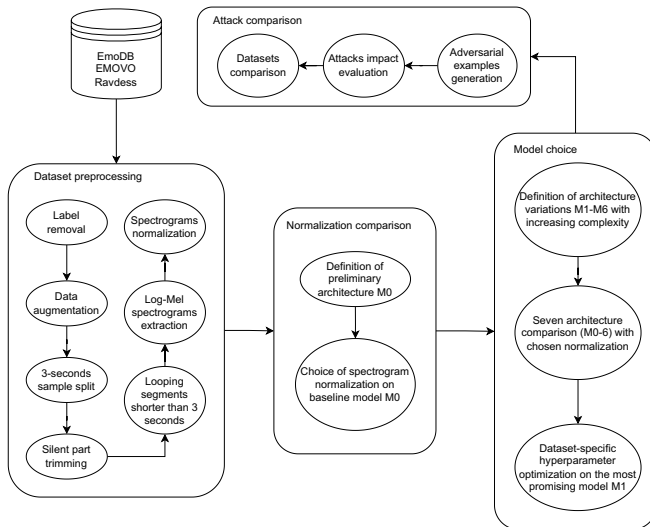 EmoDB
EMOVO
Ravdess
Attack comparison
Datasets
comparison
Attacks impact
evaluation
Adversarial
examples
generation
Dataset preprocessing
Label
removal
Data
augmentation
3-seconds
sample split
Silent part
trimming
Looping
segments
shorter than 3
seconds
Log-Mel
spectrograms
extraction
Spectrograms
normalization
Normalization comparison
Definition of
preliminary
architecture M0
Choice of spectrogram
normalization on
baseline model M0
Model choice
Definition of architecture
variations M1-M6 with
increasing complexity
Seven architecture
comparison (M0-6) with
chosen normalization
Dataset-specific
hyperparameter
optimization on the most
promising model M1